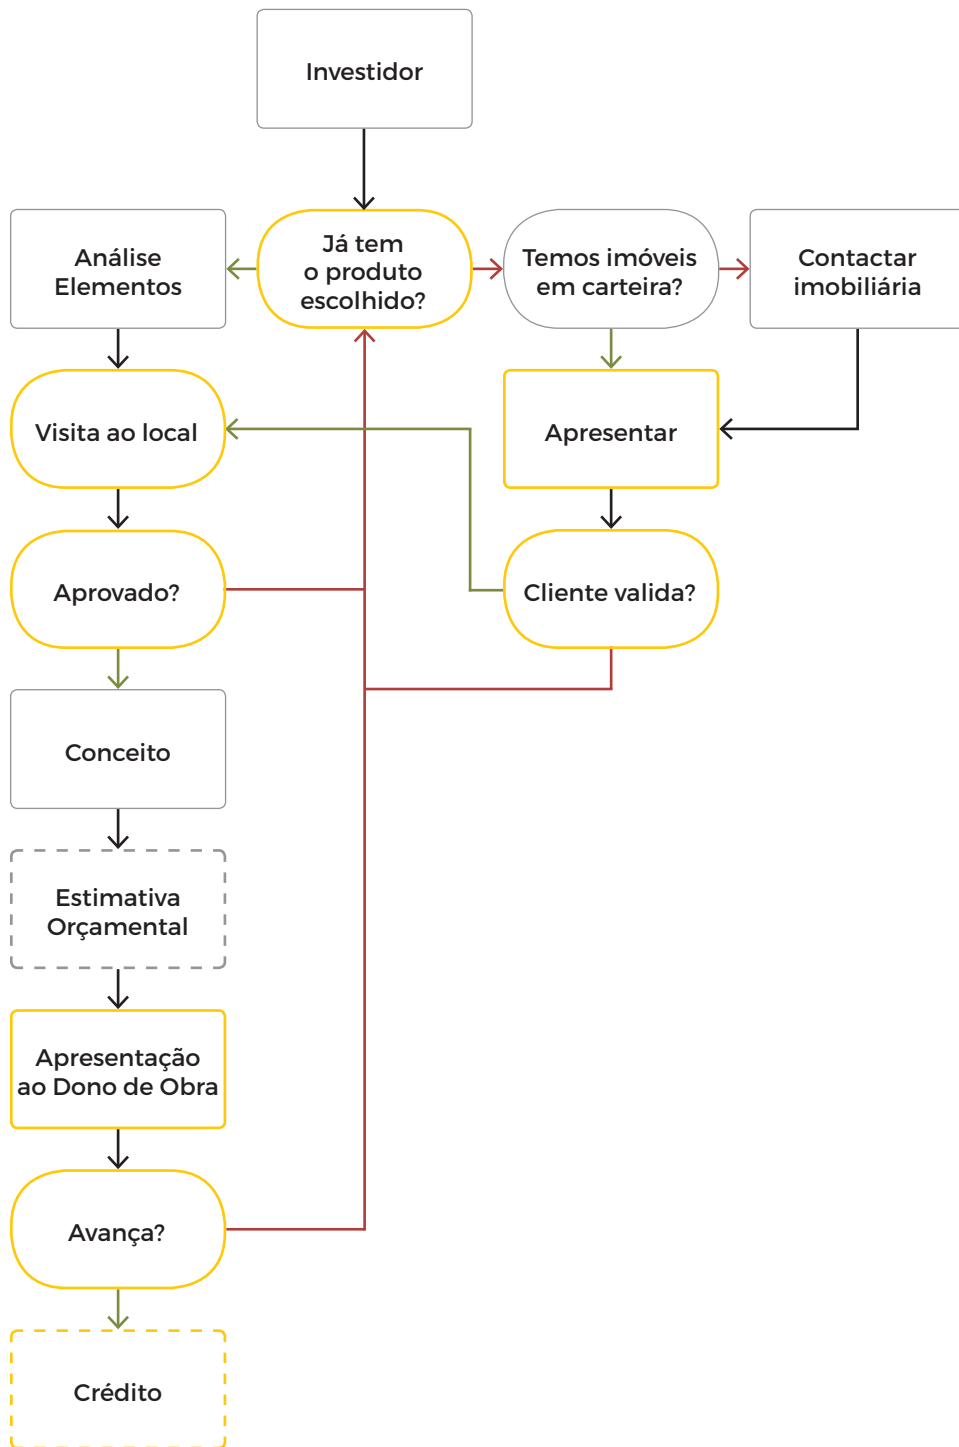 Investidor
Análise
Elementos
Já tem
o produto
escolhido?
Temos imóveis
em carteira?
Contactar
imobiliária
Visita ao local
Apresentar
Aprovado?
Cliente valida?
Conceito
Estimativa
Orçamental
Apresentação
ao Dono de Obra
Avança?
Crédito